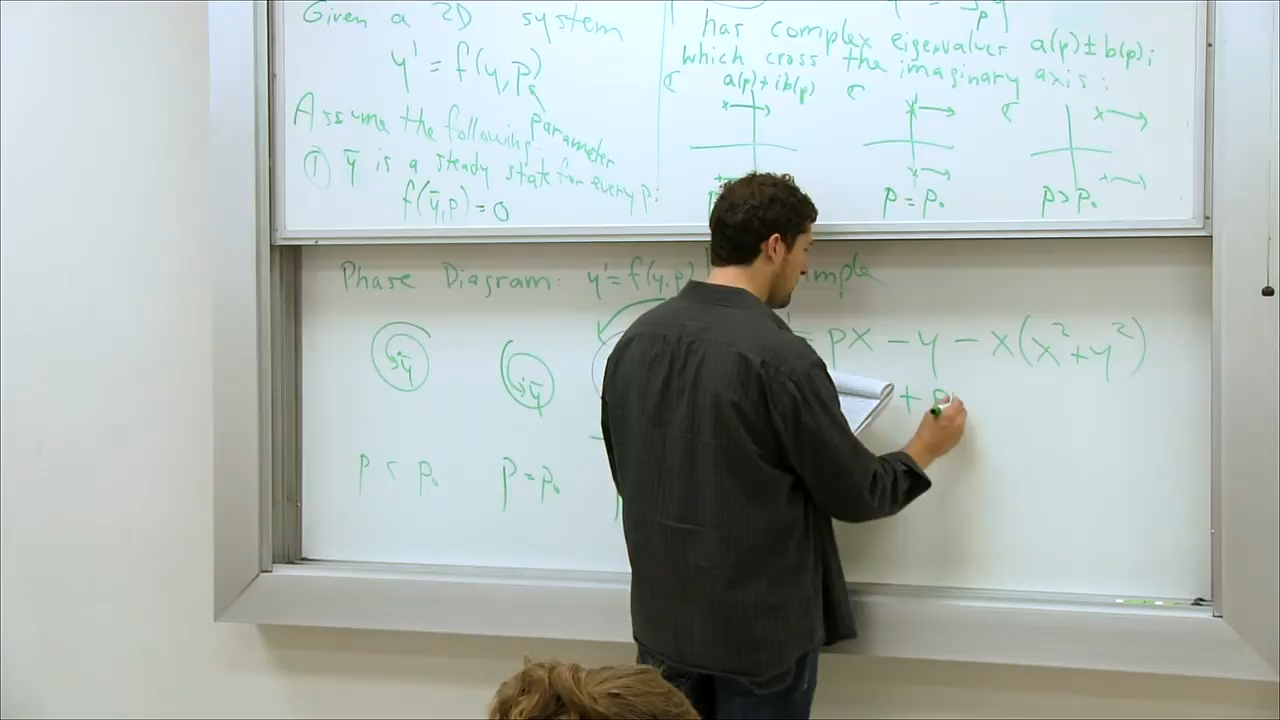 Given a 2D system
y' = f(y, p)
parameter
Assume the following:
① ȳ is a steady state for every p:
f(ȳ, p) = 0
has complex eigenvalues a(p) ± b(p);
which cross the imaginary axis:
a(p) + ib(p)
p = p₀
p > p₀
Phase Diagram: y' = f(y, p)
ȳ
ȳ
p < p₀
p = p₀
= px - y - x(x² + y²)
+ p